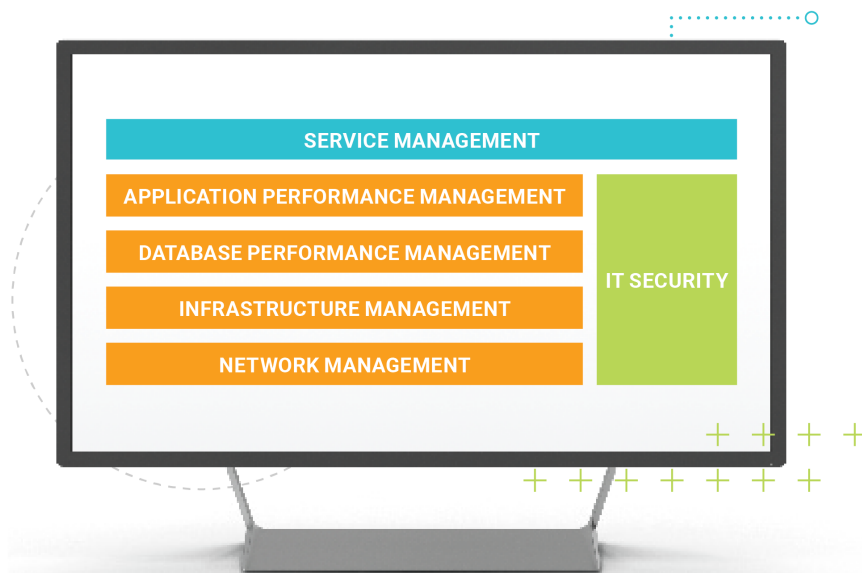 SERVICE MANAGEMENT
APPLICATION PERFORMANCE MANAGEMENT
DATABASE PERFORMANCE MANAGEMENT
INFRASTRUCTURE MANAGEMENT
NETWORK MANAGEMENT
IT SECURITY